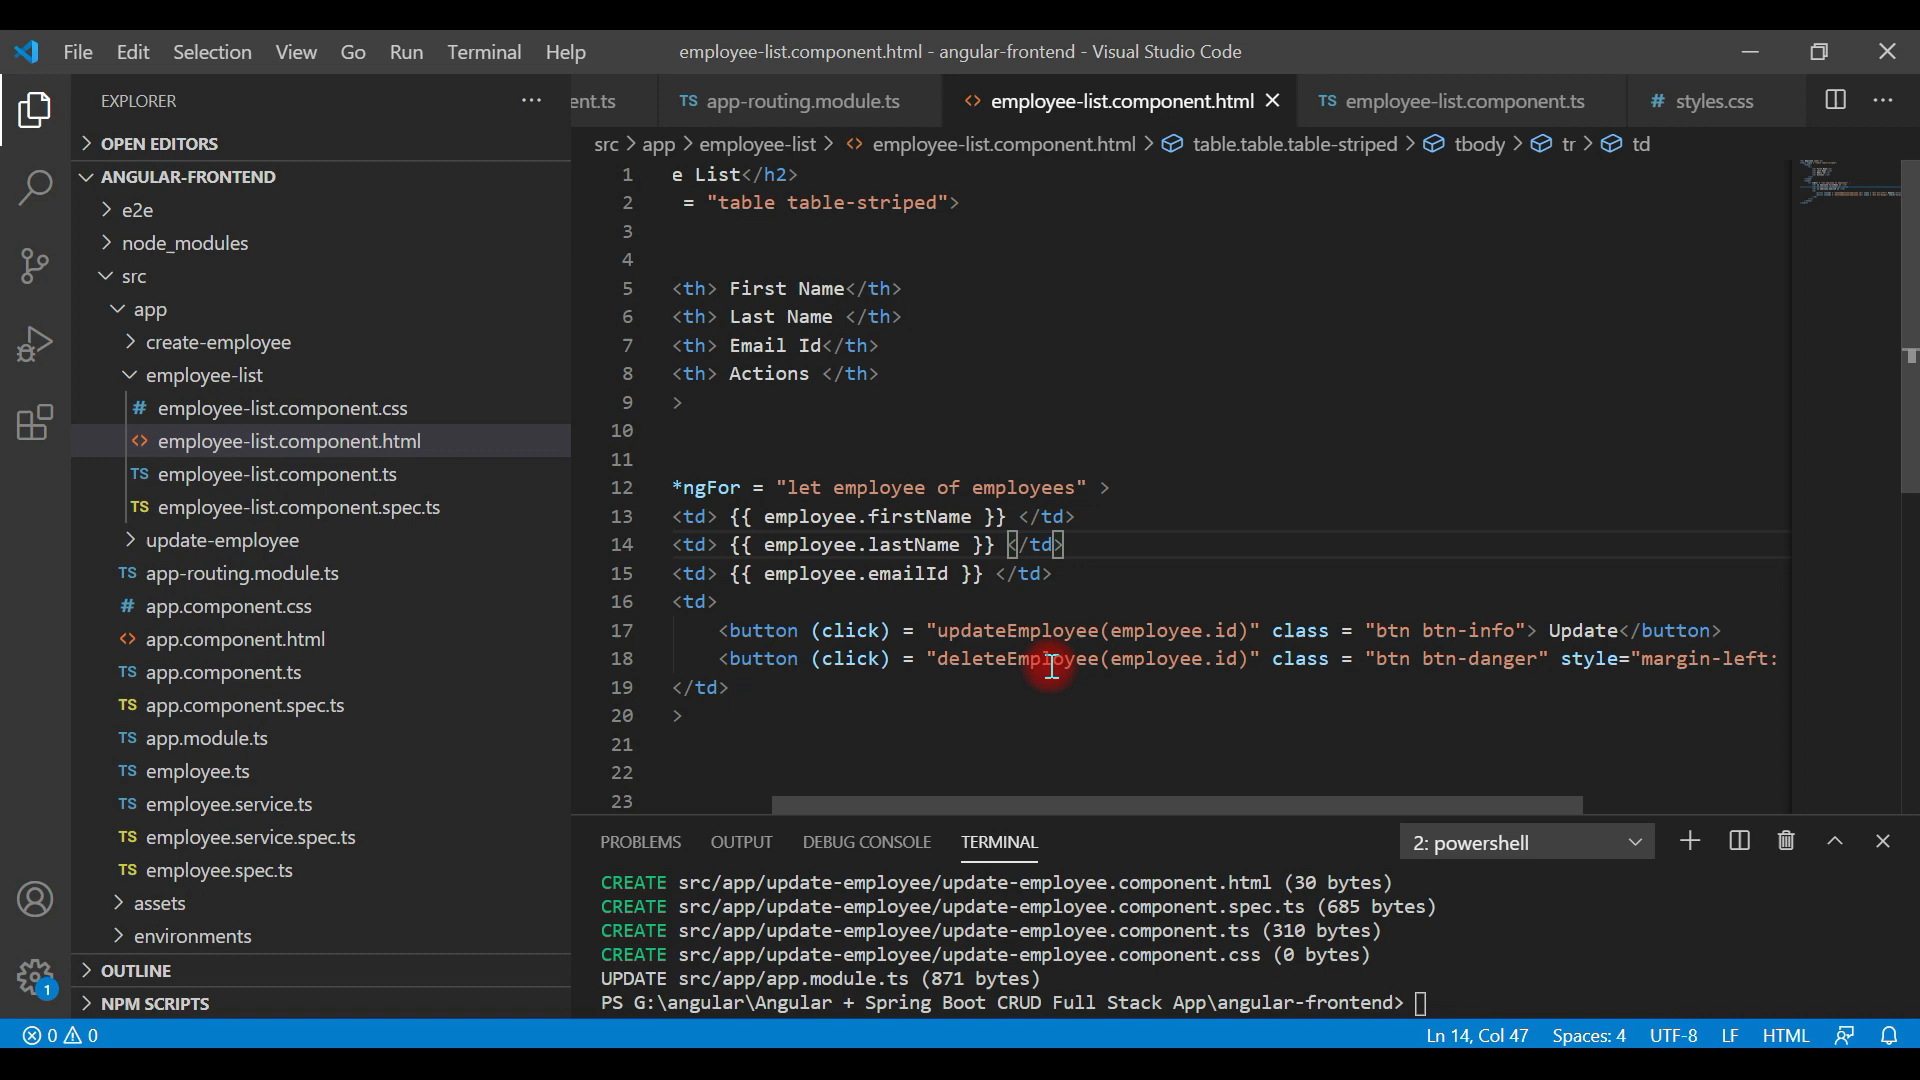 File Edit Selection View Go Run Terminal Help employee-list.component.html - angular-frontend - Visual Studio Code
EXPLORER
OPEN EDITORS
ANGULAR-FRONTEND
e2e
node_modules
src
app
create-employee
employee-list
# employee-list.component.css
<> employee-list.component.html
TS employee-list.component.ts
TS employee-list.component.spec.ts
update-employee
TS app-routing.module.ts
# app.component.css
<> app.component.html
TS app.component.ts
TS app.component.spec.ts
TS app.module.ts
TS employee.ts
TS employee.service.ts
TS employee.service.spec.ts
TS employee.spec.ts
assets
environments
OUTLINE
NPM SCRIPTS
1
ent.ts TS app-routing.module.ts <> employee-list.component.html TS employee-list.component.ts # styles.css
src > app > employee-list > <> employee-list.component.html > table.table.table-striped > tbody > tr > td
1 e List</h2>
2 = "table table-striped">
3
4
5 <th> First Name</th>
6 <th> Last Name </th>
7 <th> Email Id</th>
8 <th> Actions </th>
9 >
10
11
12 *ngFor = "let employee of employees" >
13 <td> {{ employee.firstName }} </td>
14 <td> {{ employee.lastName }} </td>
15 <td> {{ employee.emailId }} </td>
16 <td>
17 <button (click) = "updateEmployee(employee.id)" class = "btn btn-info"> Update</button>
18 <button (click) = "deleteEmployee(employee.id)" class = "btn btn-danger" style="margin-left:
19 </td>
20 >
21
22
23
PROBLEMS OUTPUT DEBUG CONSOLE TERMINAL 2: powershell
CREATE src/app/update-employee/update-employee.component.html (30 bytes)
CREATE src/app/update-employee/update-employee.component.spec.ts (685 bytes)
CREATE src/app/update-employee/update-employee.component.ts (310 bytes)
CREATE src/app/update-employee/update-employee.component.css (0 bytes)
UPDATE src/app/app.module.ts (871 bytes)
PS G:\angular\Angular + Spring Boot CRUD Full Stack App\angular-frontend>
0 0 Ln 14, Col 47 Spaces: 4 UTF-8 LF HTML